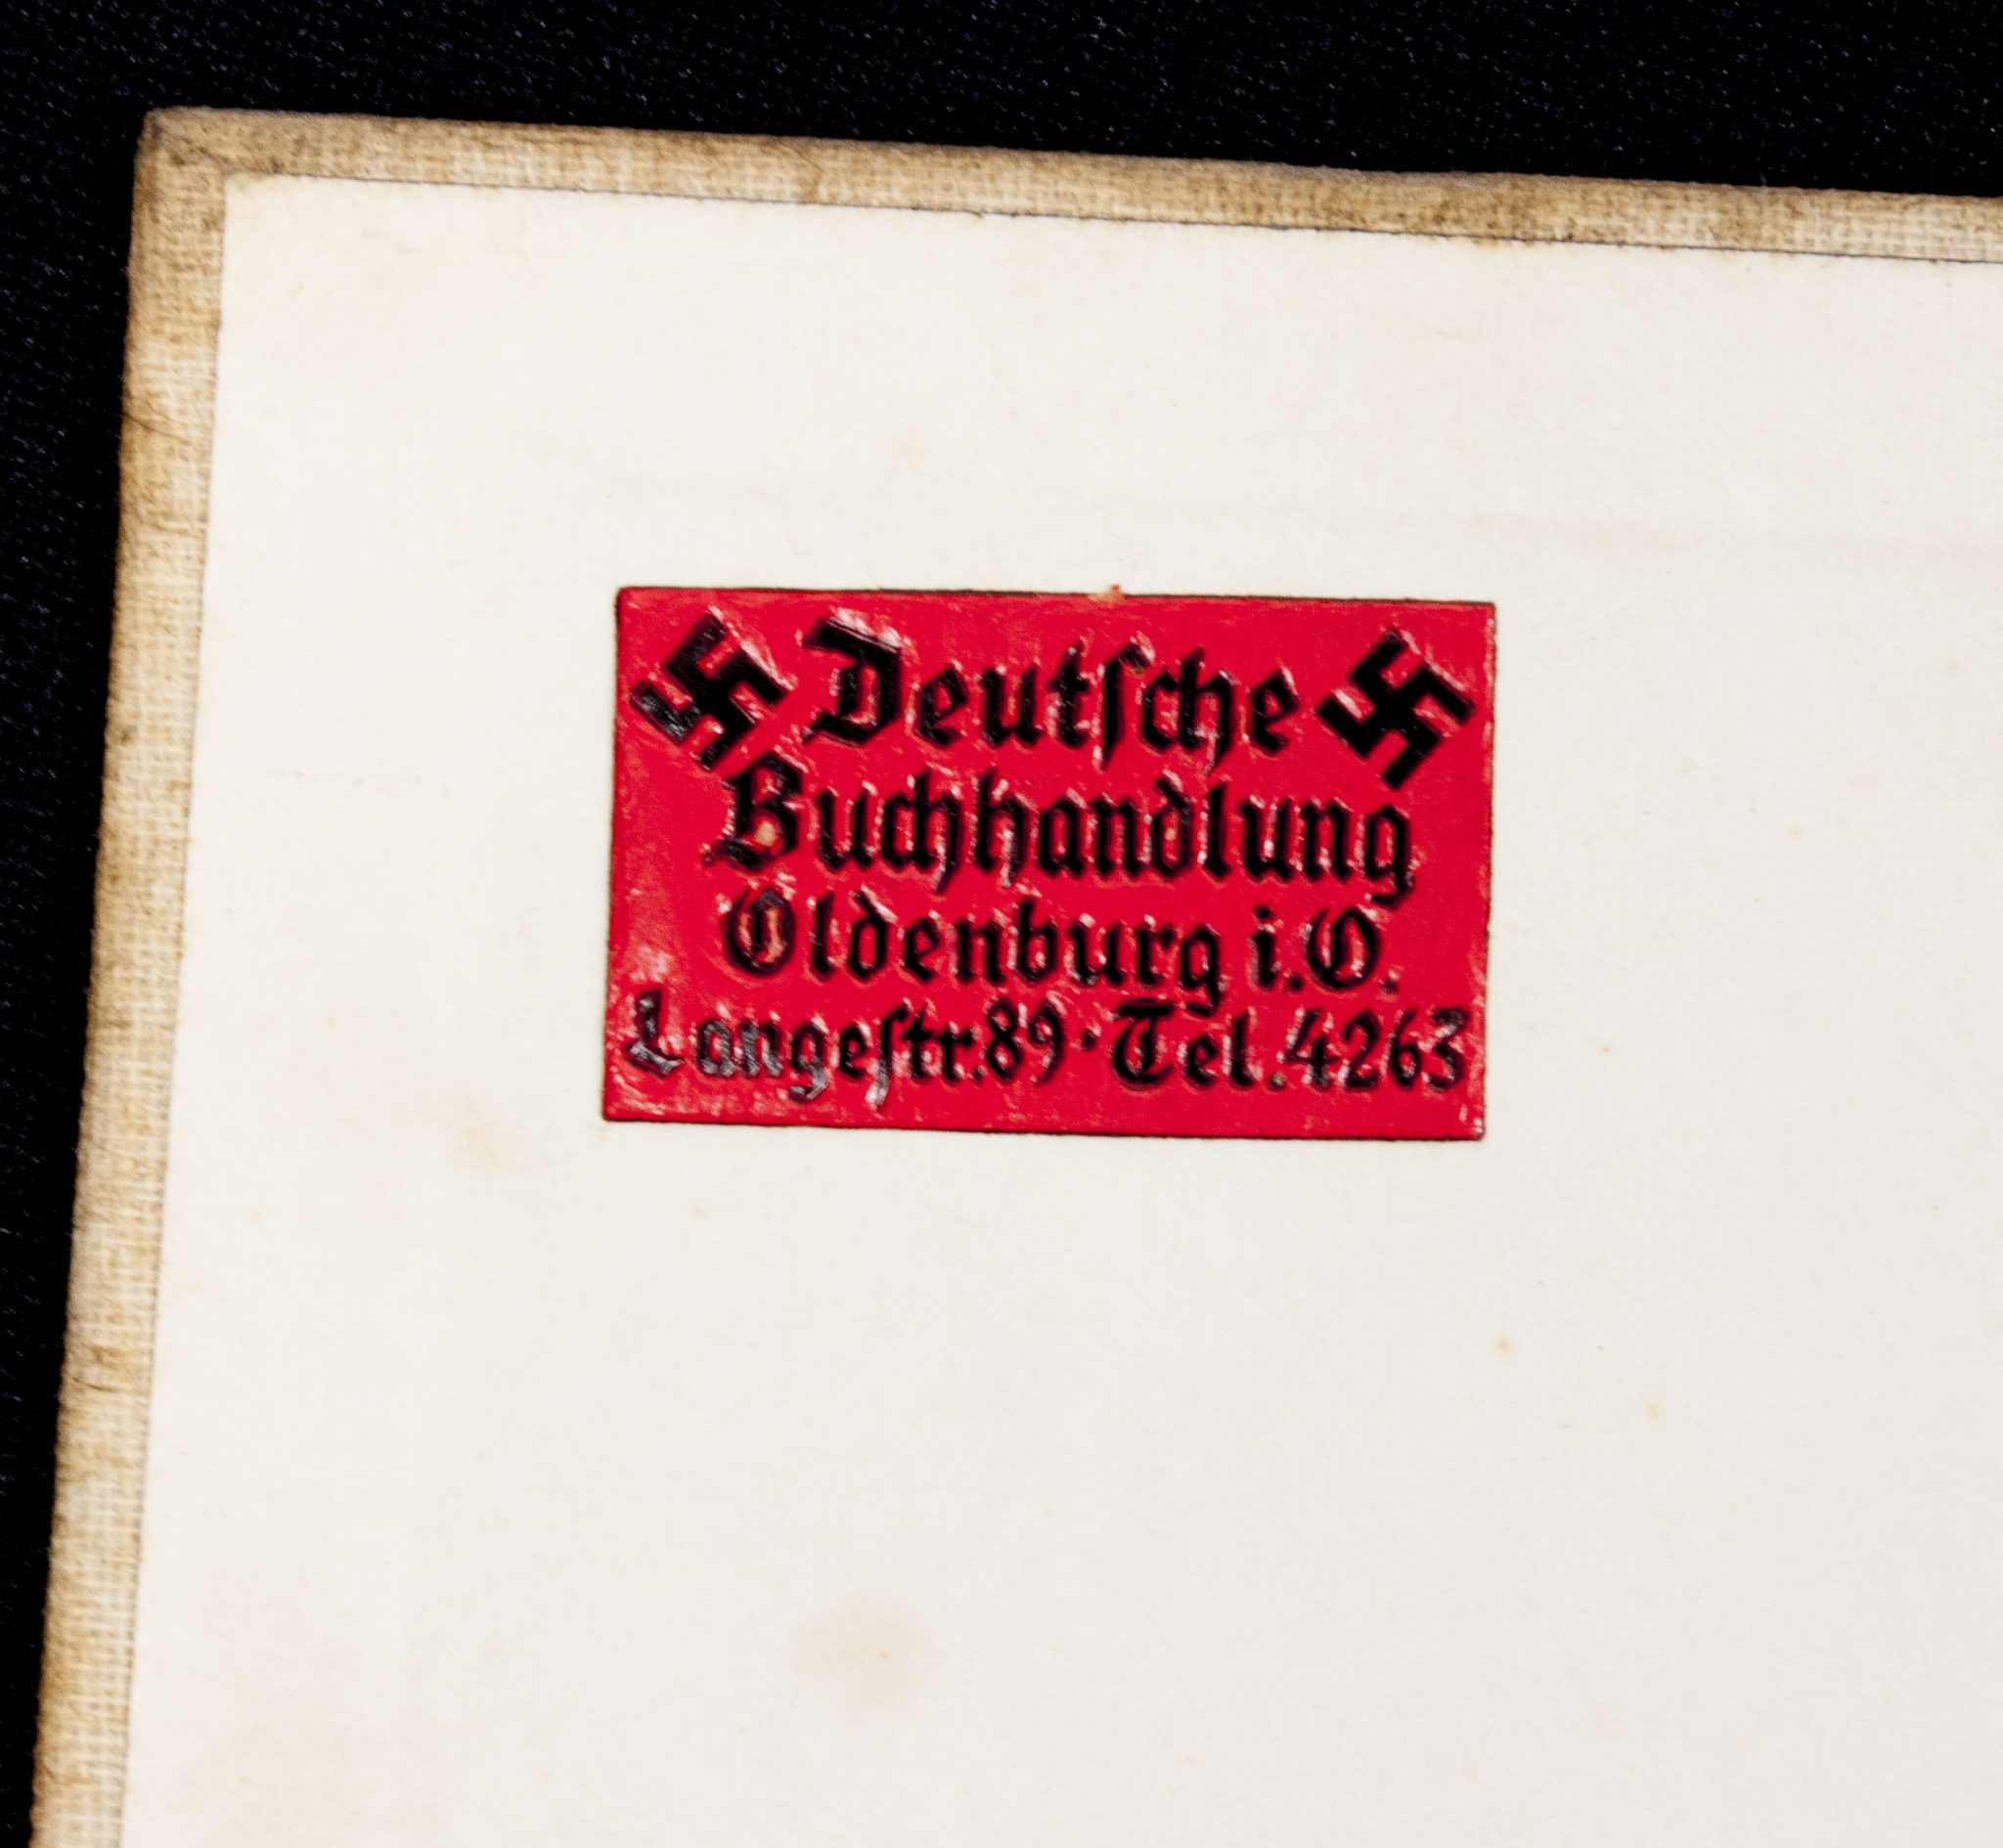 Deutſche
Buchhandlung
Oldenburg i.O.
Langeſtr.89·Tel.4263